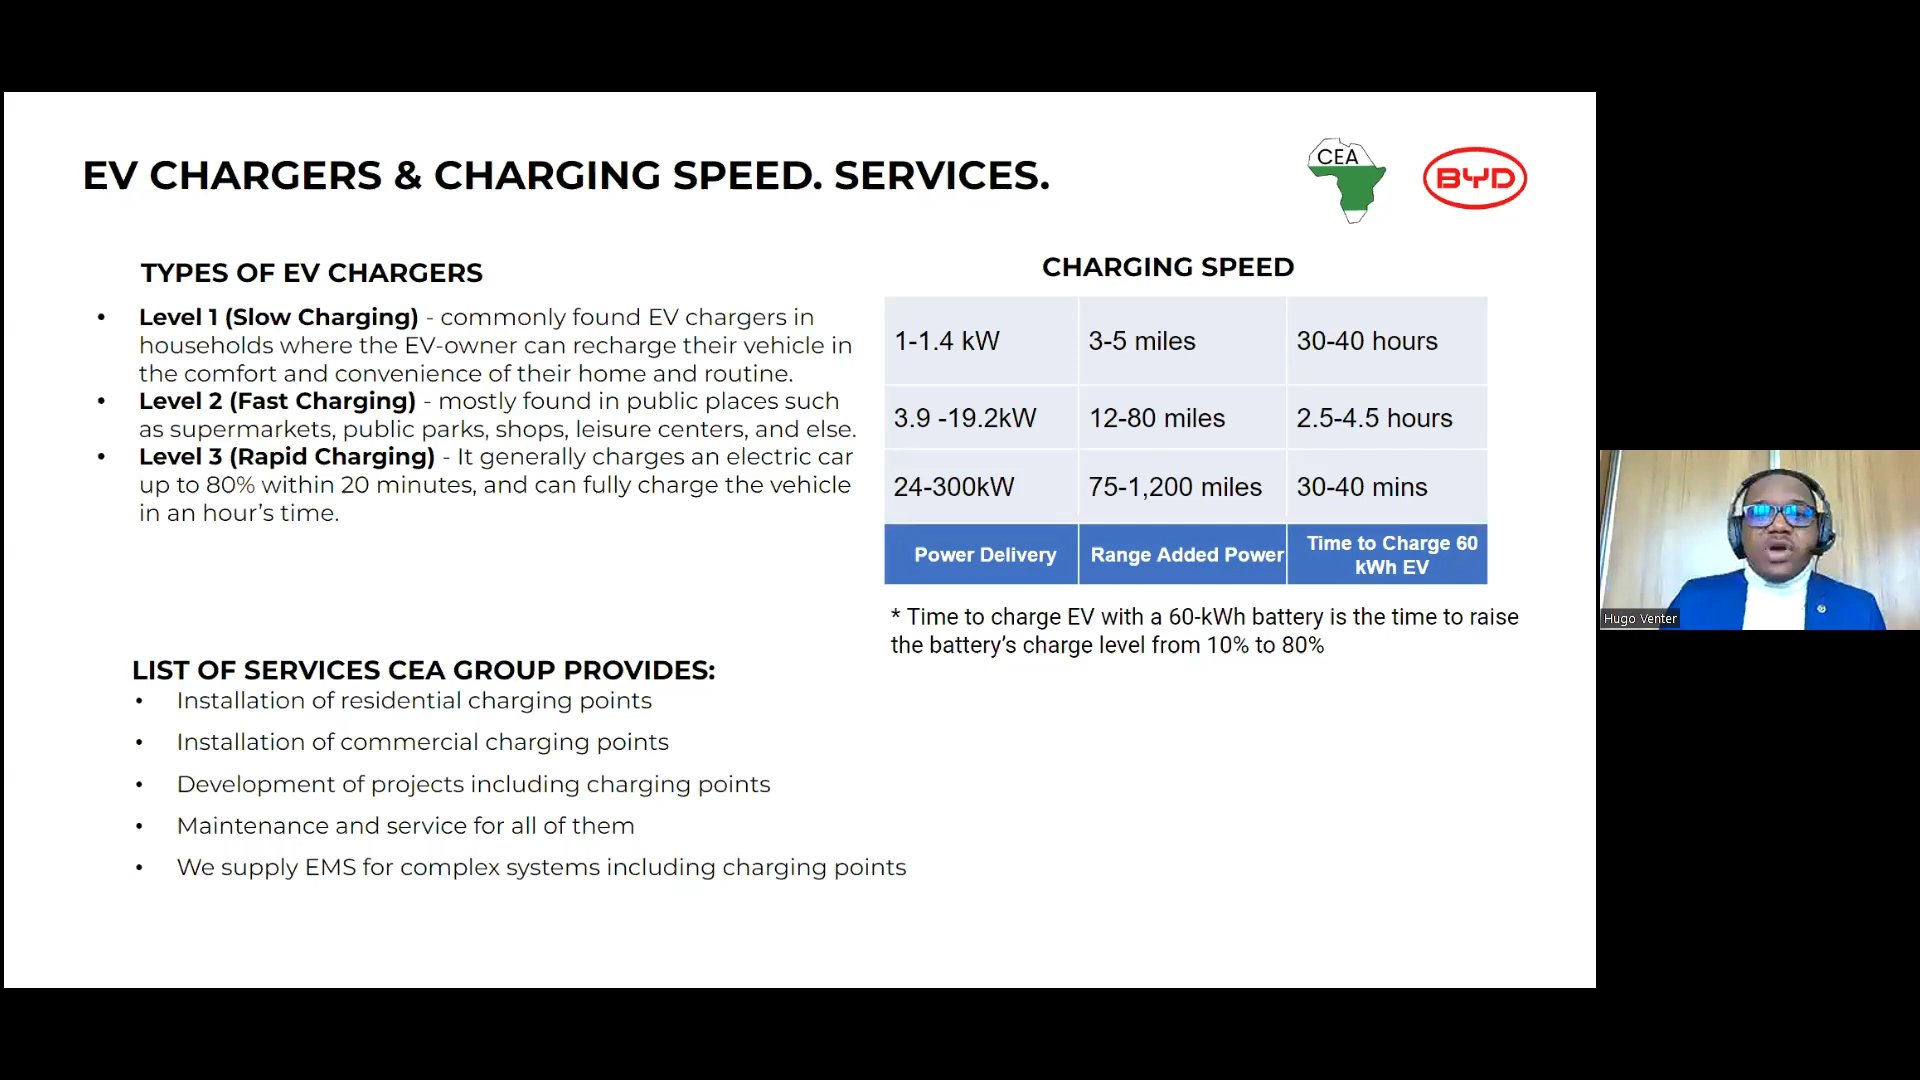 EV CHARGERS & CHARGING SPEED. SERVICES.
CEA
BYD
TYPES OF EV CHARGERS
• Level 1 (Slow Charging) - commonly found EV chargers in
households where the EV-owner can recharge their vehicle in
the comfort and convenience of their home and routine.
• Level 2 (Fast Charging) - mostly found in public places such
as supermarkets, public parks, shops, leisure centers, and else.
• Level 3 (Rapid Charging) - It generally charges an electric car
up to 80% within 20 minutes, and can fully charge the vehicle
in an hour's time.
CHARGING SPEED
1-1.4 kW 3-5 miles 30-40 hours
3.9 -19.2kW 12-80 miles 2.5-4.5 hours
24-300kW 75-1,200 miles 30-40 mins
Power Delivery Range Added Power Time to Charge 60
kWh EV
* Time to charge EV with a 60-kWh battery is the time to raise
the battery's charge level from 10% to 80%
LIST OF SERVICES CEA GROUP PROVIDES:
• Installation of residential charging points
• Installation of commercial charging points
• Development of projects including charging points
• Maintenance and service for all of them
• We supply EMS for complex systems including charging points
Hugo Venter